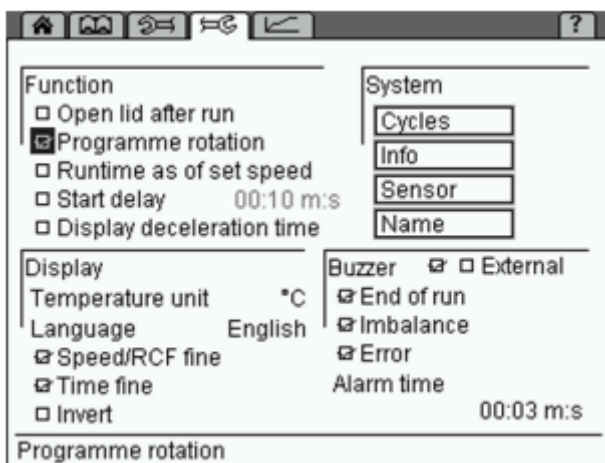 ?
Function
Open lid after run
Programme rotation
Runtime as of set speed
Start delay 00:10 m:s
Display deceleration time
System
Cycles
Info
Sensor
Name
Display
Temperature unit °C
Language English
Speed/RCF fine
Time fine
Invert
Buzzer External
End of run
Imbalance
Error
Alarm time
00:03 m:s
Programme rotation